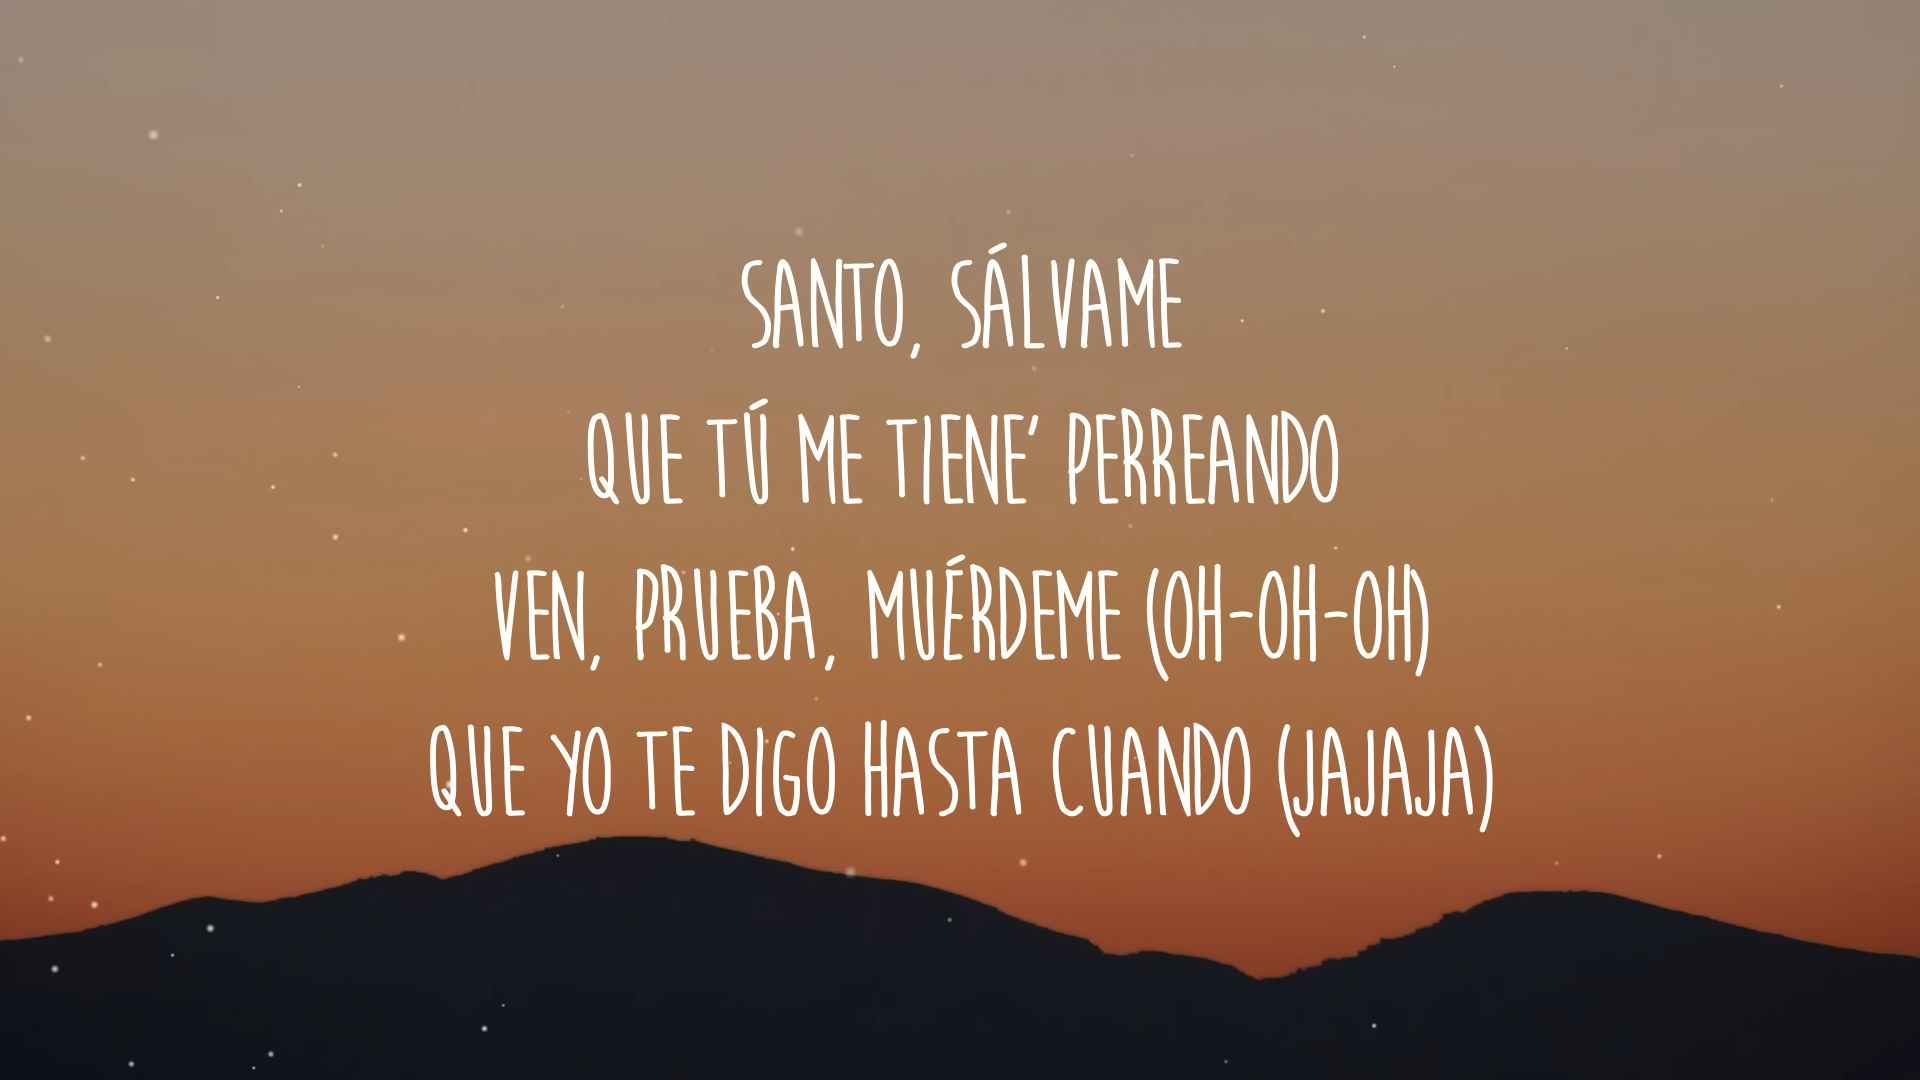 SANTO, SÁLVAME
QUE TÚ ME TIENE' PERREANDO
VEN, PRUEBA, MUÉRDEME (OH-OH-OH)
QUE YO TE DIGO HASTA CUANDO (JAJAJA)